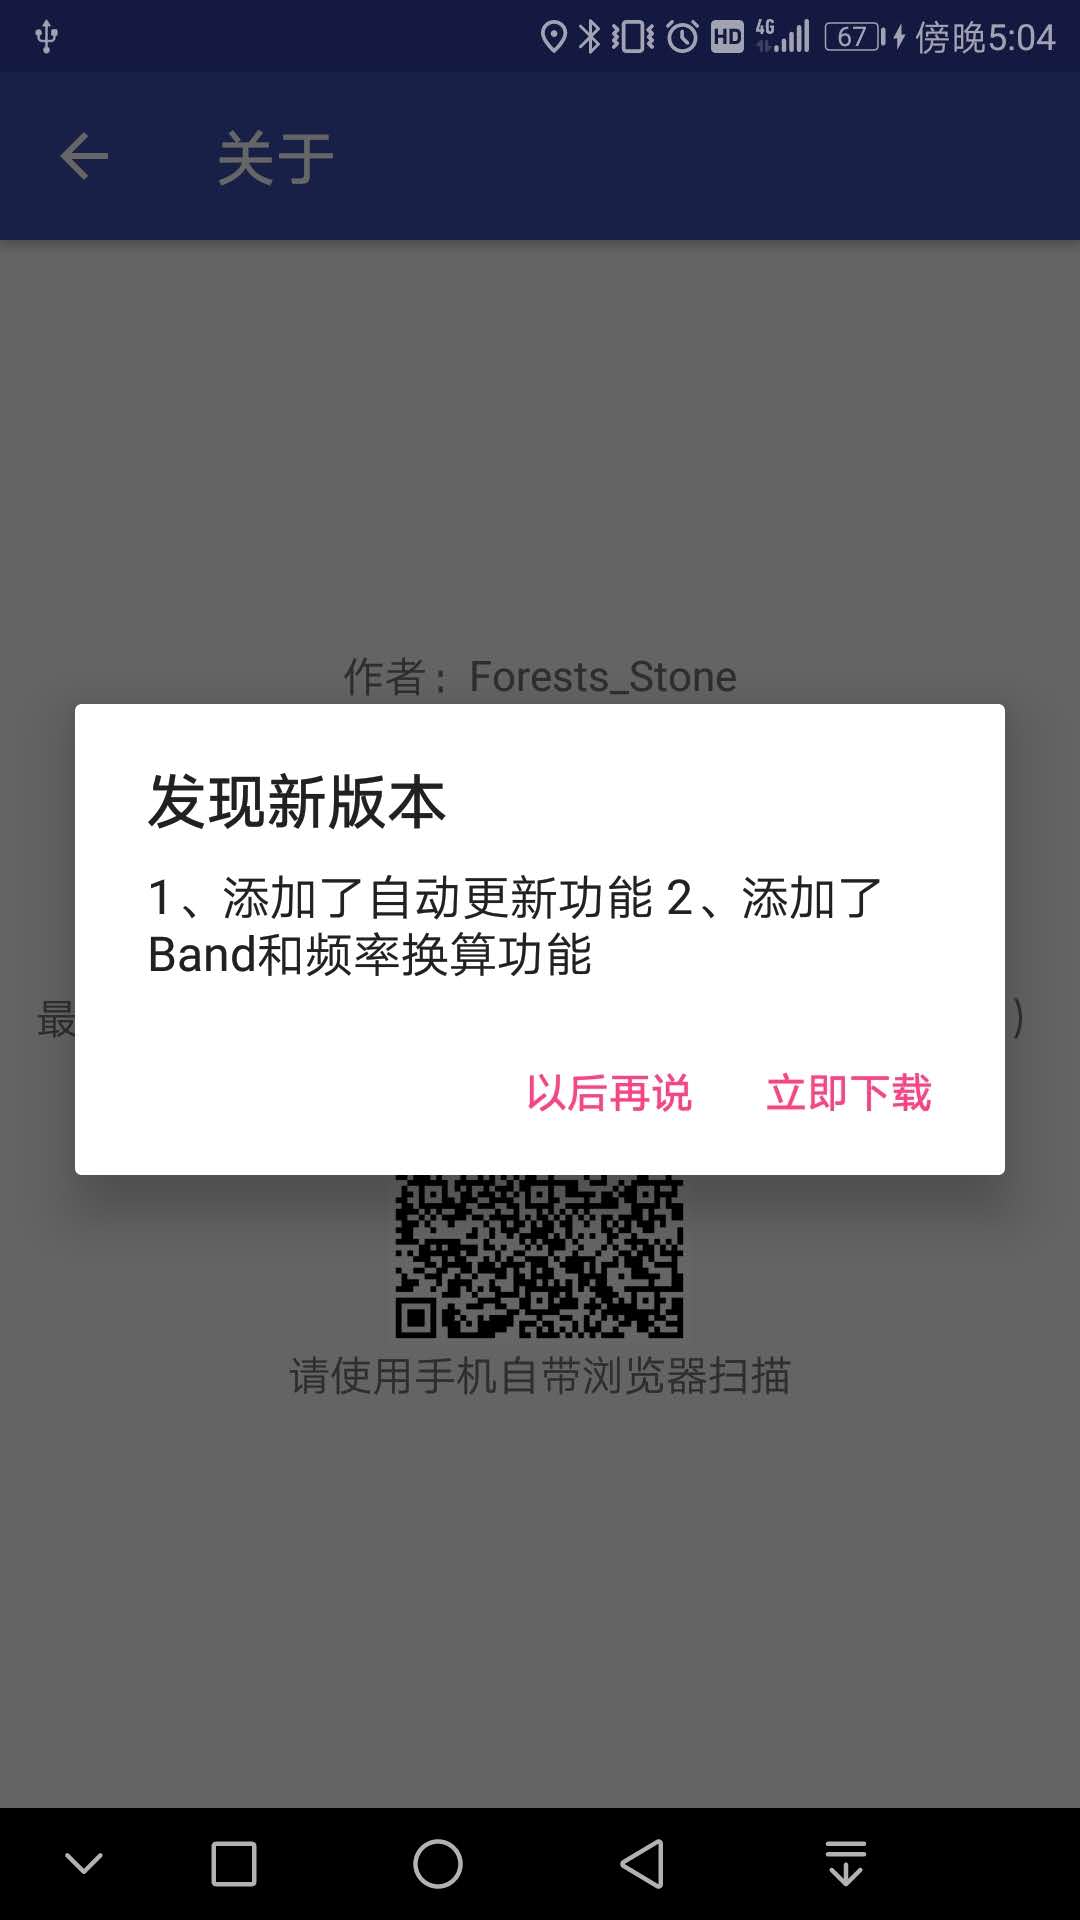 HD 4G 67 傍晚5:04
关于
作者：Forests_Stone
发现新版本
1、添加了自动更新功能 2、添加了
Band和频率换算功能
最 )
以后再说 立即下载
请使用手机自带浏览器扫描